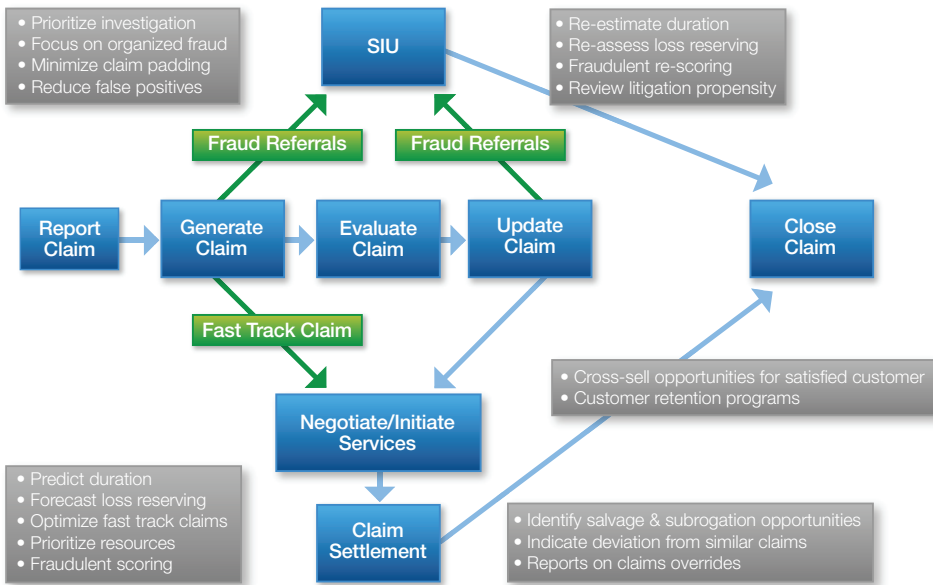 • Prioritize investigation
• Focus on organized fraud
• Minimize claim padding
• Reduce false positives
SIU
• Re-estimate duration
• Re-assess loss reserving
• Fraudulent re-scoring
• Review litigation propensity
Fraud Referrals
Fraud Referrals
Report
Claim
Generate
Claim
Evaluate
Claim
Update
Claim
Close
Claim
Fast Track Claim
• Cross-sell opportunities for satisfied customer
• Customer retention programs
Negotiate/Initiate
Services
• Predict duration
• Forecast loss reserving
• Optimize fast track claims
• Prioritize resources
• Fraudulent scoring
Claim
Settlement
• Identify salvage & subrogation opportunities
• Indicate deviation from similar claims
• Reports on claims overrides